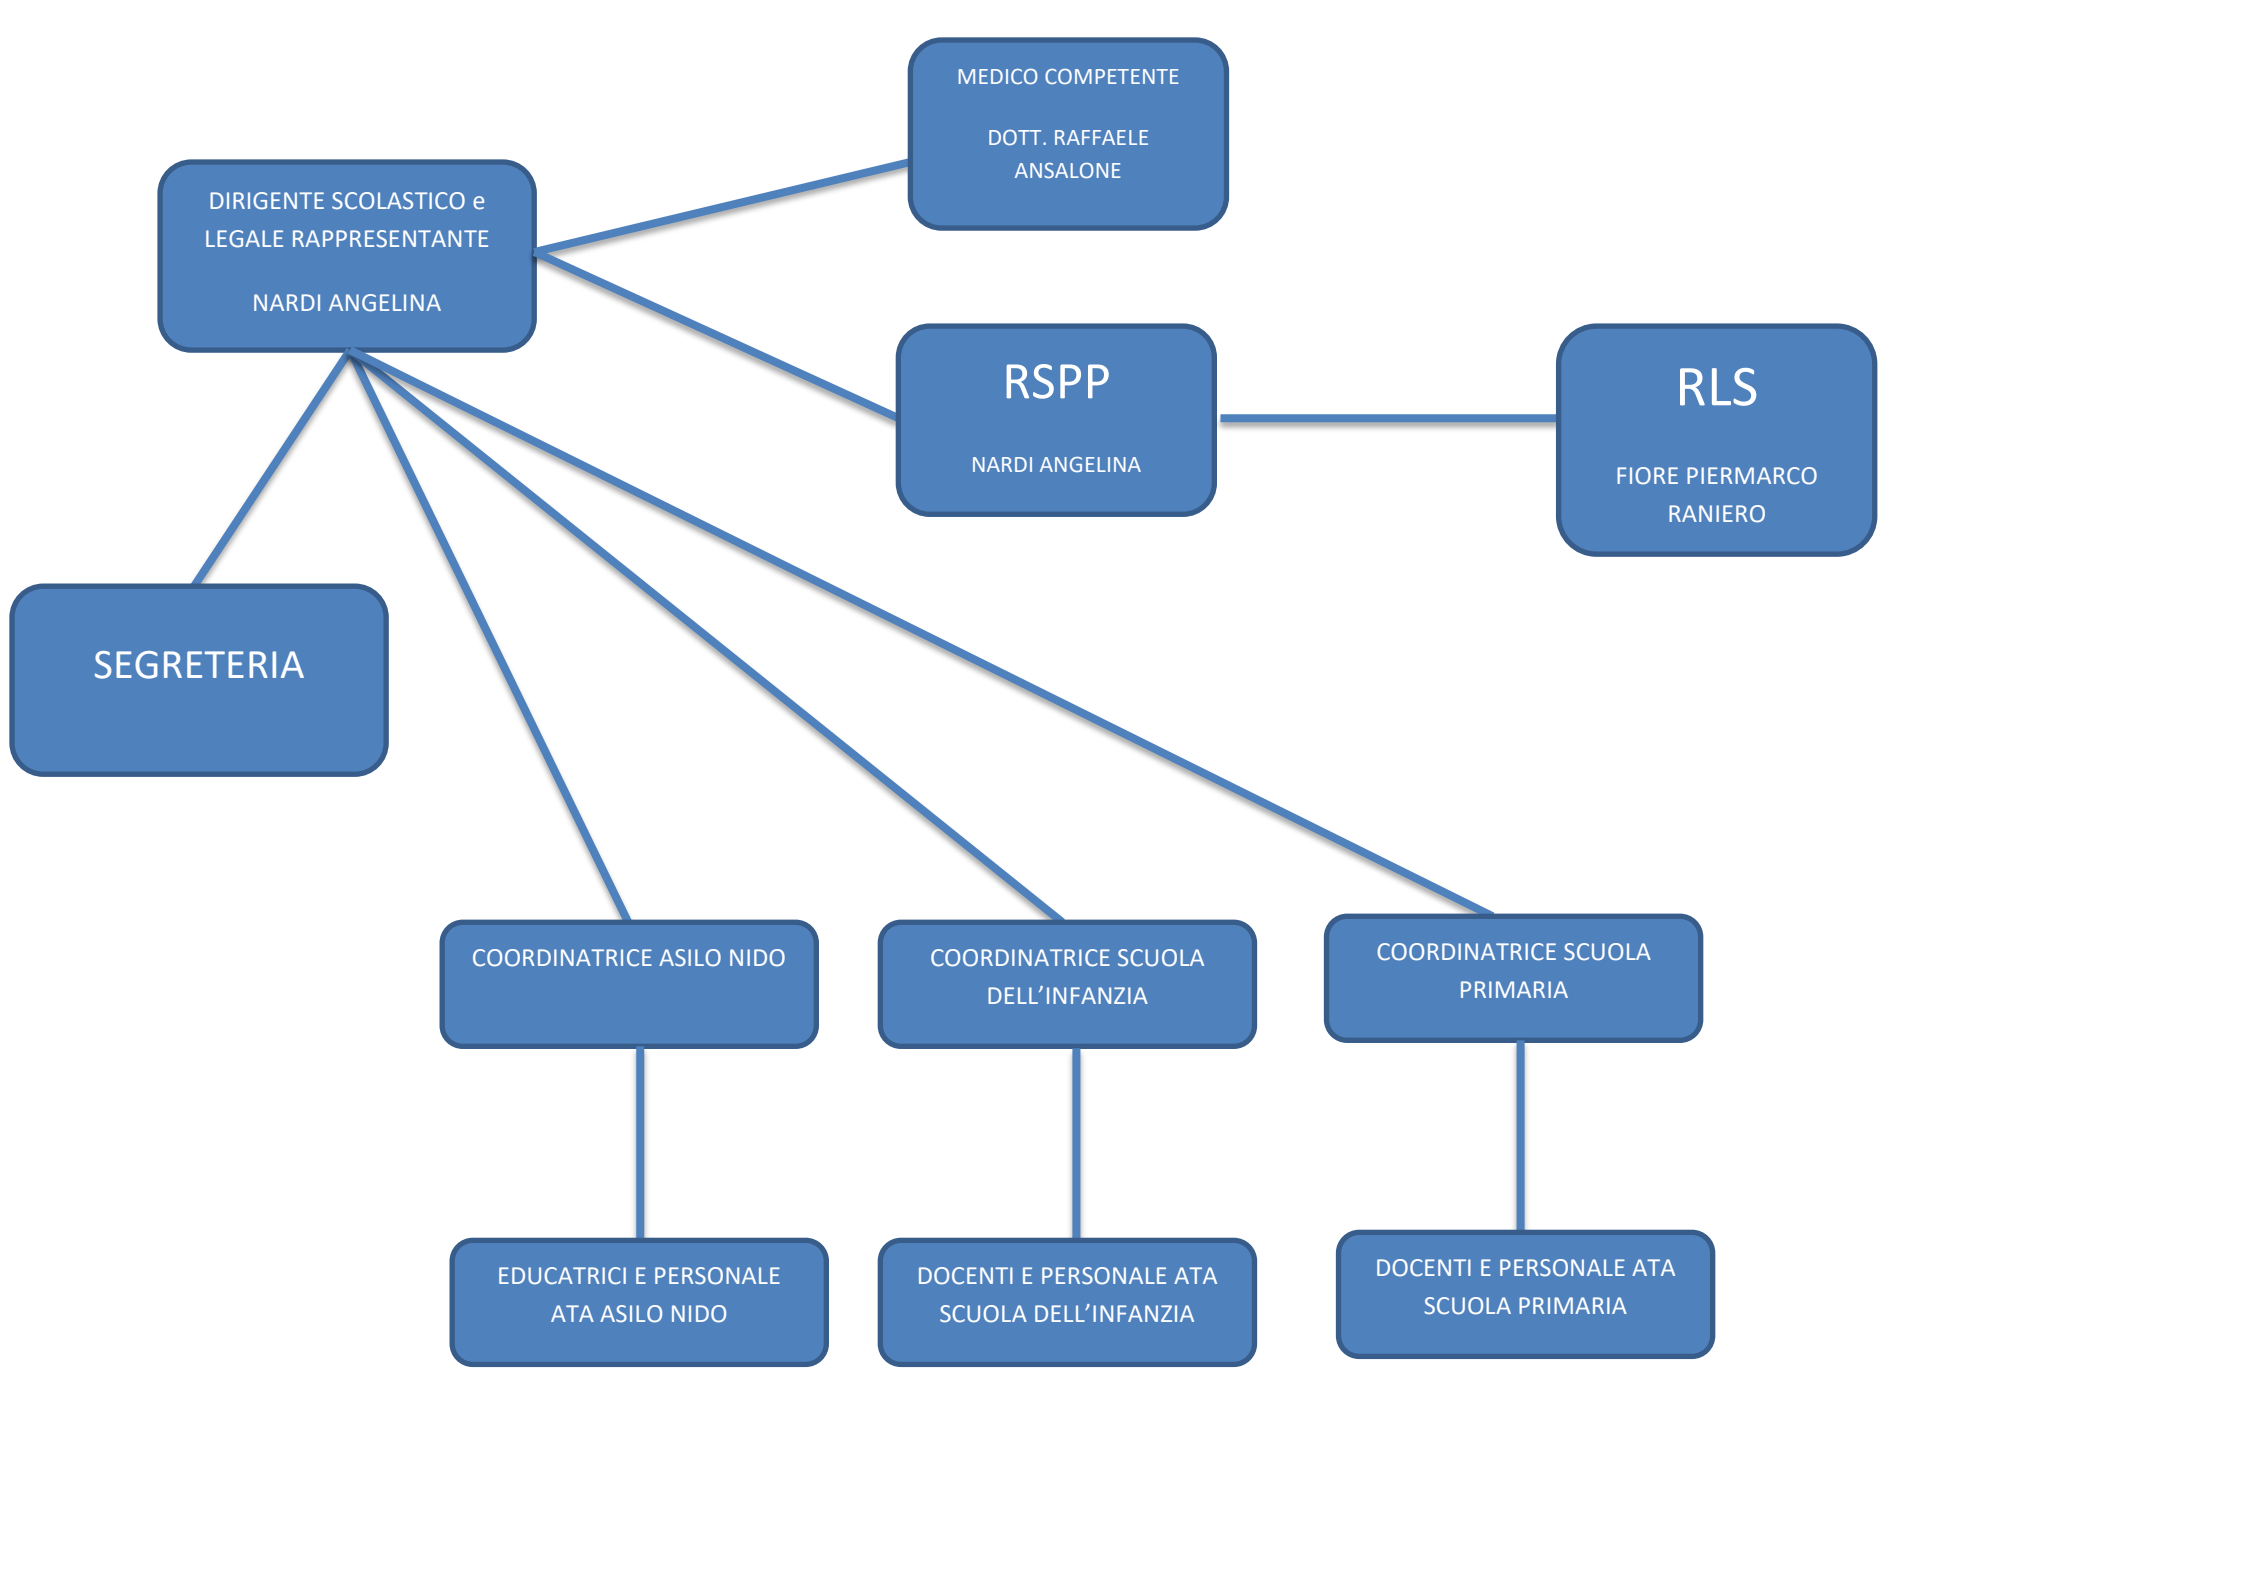 MEDICO COMPETENTE
DOTT. RAFFAELE
ANSALONE
DIRIGENTE SCOLASTICO e
LEGALE RAPPRESENTANTE
NARDI ANGELINA
RSPP
NARDI ANGELINA
RLS
FIORE PIERMARCO
RANIERO
SEGRETERIA
COORDINATRICE ASILO NIDO
COORDINATRICE SCUOLA
DELL’INFANZIA
COORDINATRICE SCUOLA
PRIMARIA
EDUCATRICI E PERSONALE
ATA ASILO NIDO
DOCENTI E PERSONALE ATA
SCUOLA DELL’INFANZIA
DOCENTI E PERSONALE ATA
SCUOLA PRIMARIA